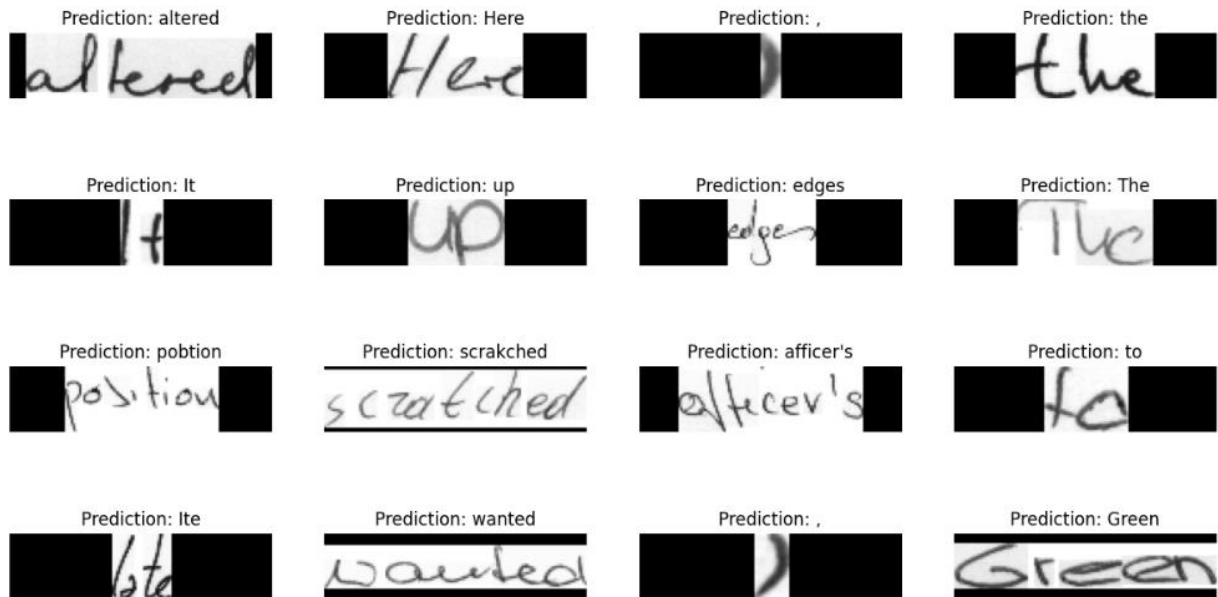 Prediction: altered Prediction: Here Prediction: , Prediction: the
altered Here , the
Prediction: It Prediction: up Prediction: edges Prediction: The
It up edges The
Prediction: pobtion Prediction: scrakched Prediction: afficer's Prediction: to
position scratched officer's to
Prediction: Ite Prediction: wanted Prediction: , Prediction: Green
late wanted , Green